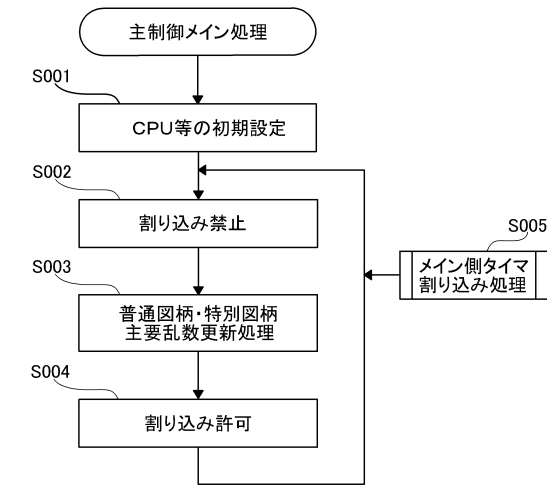 主制御メイン処理
S001
CPU等の初期設定
S002
割り込み禁止
S005
メイン側タイマ
割り込み処理
S003
普通図柄・特別図柄
主要乱数更新処理
S004
割り込み許可